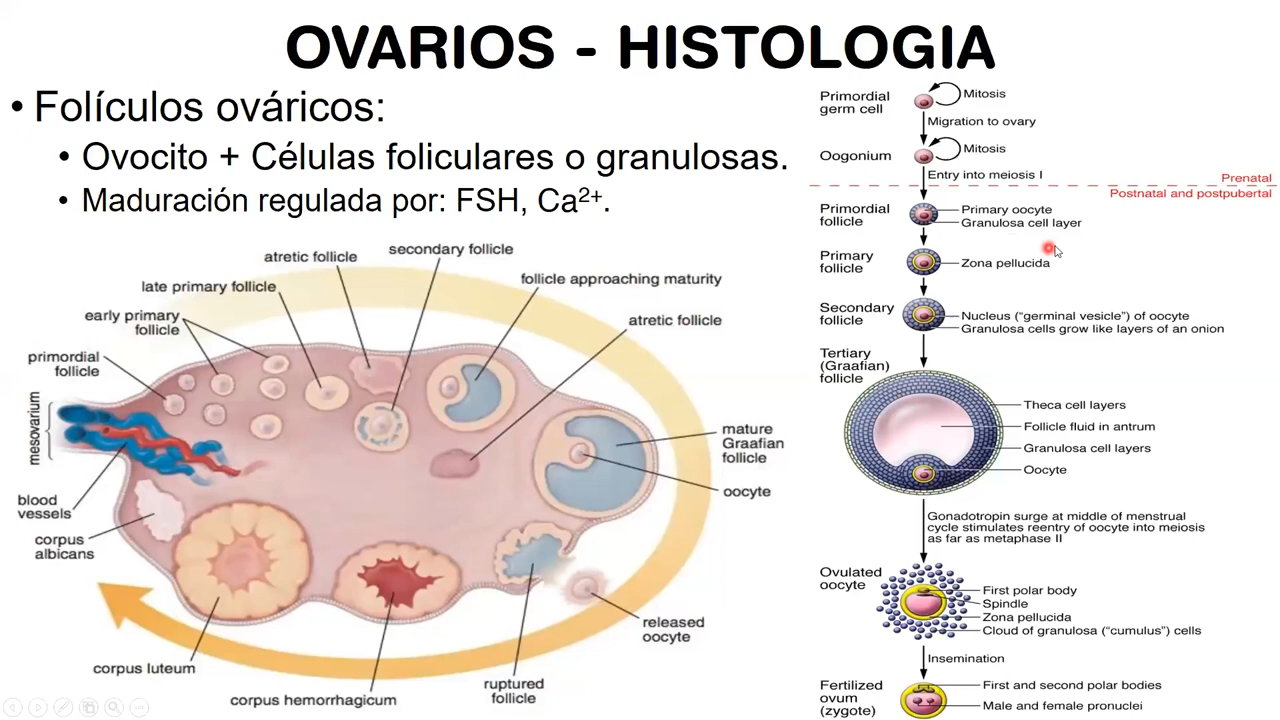 OVARIOS - HISTOLOGIA
• Folículos ováricos:
• Ovocito + Células foliculares o granulosas.
• Maduración regulada por: FSH, Ca2+.
secondary follicle
atretic follicle
follicle approaching maturity
late primary follicle
atretic follicle
early primary
follicle
primordial
follicle
mesovarium
mature
Graafian
follicle
oocyte
blood
vessels
corpus
albicans
released
oocyte
corpus luteum
ruptured
follicle
corpus hemorrhagicum
Primordial
germ cell
Mitosis
Migration to ovary
Oogonium
Mitosis
Entry into meiosis I
Prenatal
Postnatal and postpubertal
Primordial
follicle
Primary oocyte
Granulosa cell layer
Primary
follicle
Zona pellucida
Secondary
follicle
Nucleus ("germinal vesicle") of oocyte
Granulosa cells grow like layers of an onion
Tertiary
(Graafian)
follicle
Theca cell layers
Follicle fluid in antrum
Granulosa cell layers
Oocyte
Gonadotropin surge at middle of menstrual
cycle stimulates reentry of oocyte into meiosis
as far as metaphase II
Ovulated
oocyte
First polar body
Spindle
Zona pellucida
Cloud of granulosa ("cumulus") cells
Insemination
Fertilized
ovum
(zygote)
First and second polar bodies
Male and female pronuclei